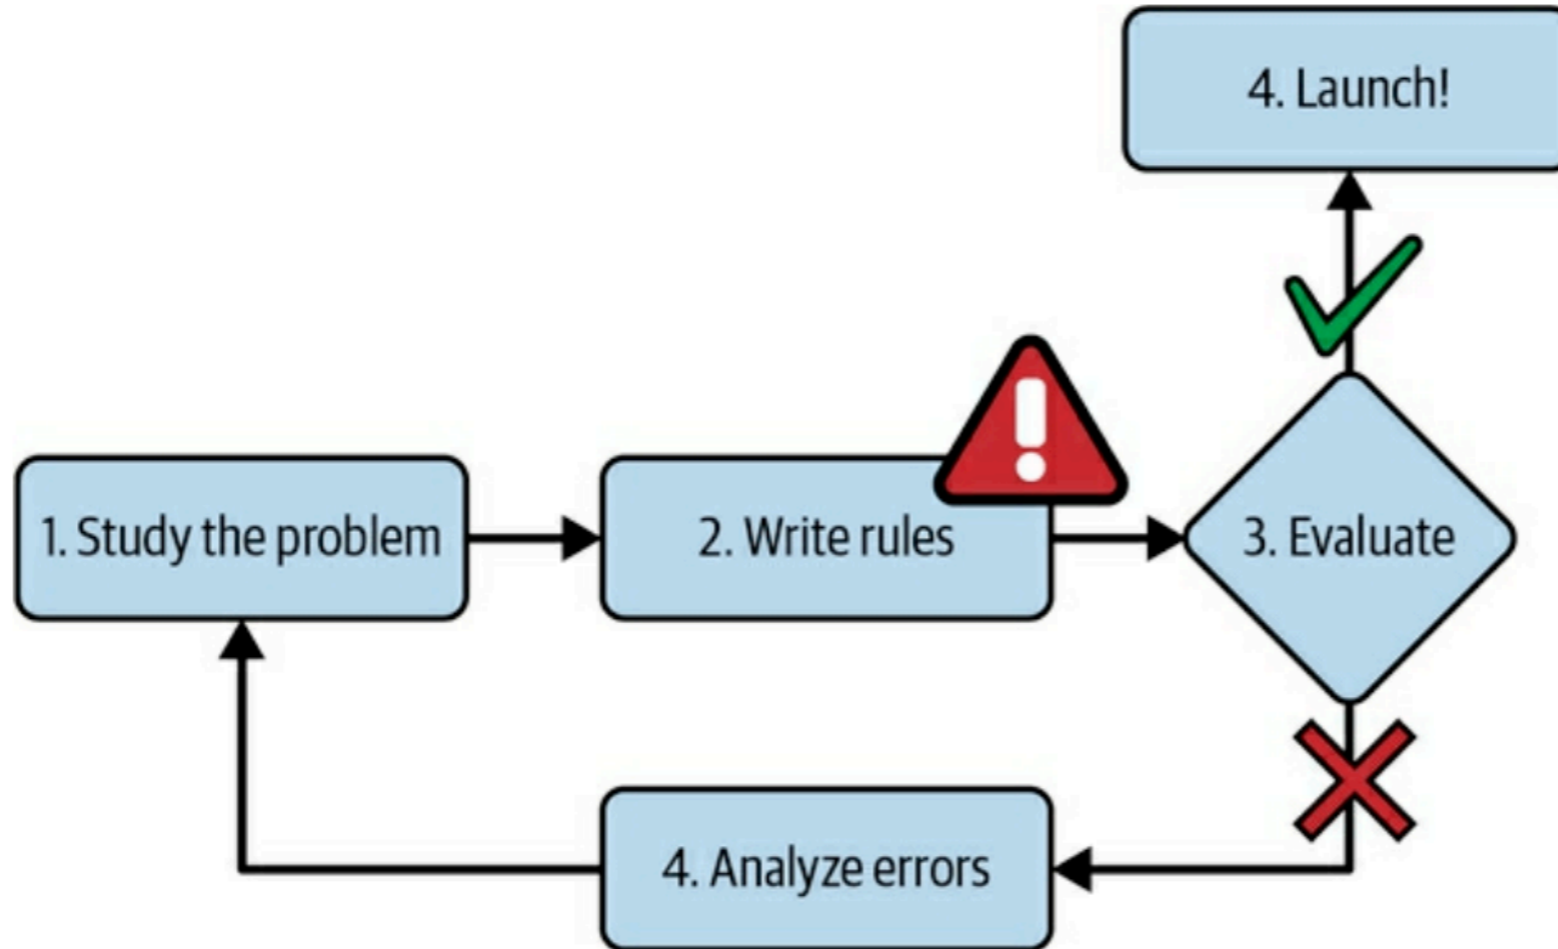 4. Launch!
1. Study the problem
2. Write rules
3. Evaluate
4. Analyze errors